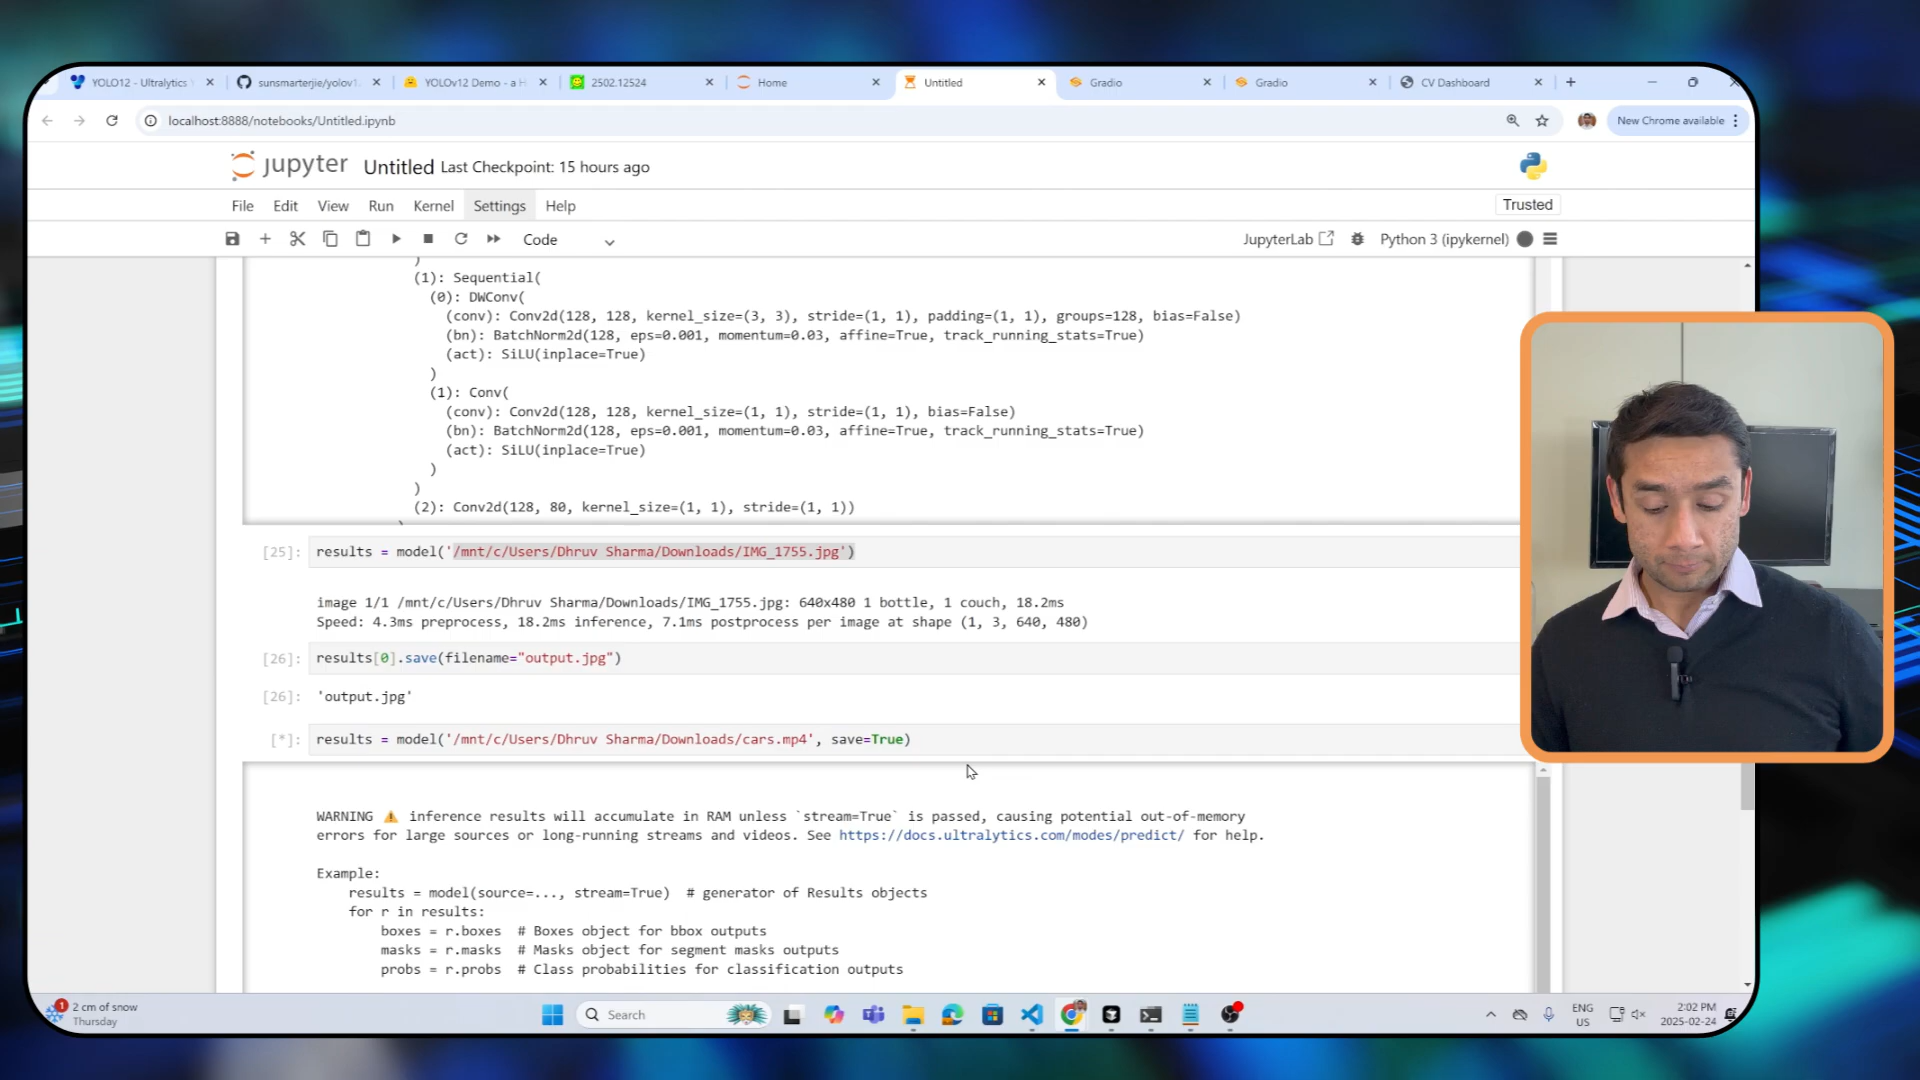 YOLO12 - Ultralytics
sunsmarterjie/yolov1
YOLOv12 Demo - a H
2502.12524
Home
Untitled
Gradio
Gradio
CV Dashboard
localhost:8888/notebooks/Untitled.ipynb
New Chrome available
jupyter Untitled Last Checkpoint: 15 hours ago
File Edit View Run Kernel Settings Help
Trusted
Code
JupyterLab
Python 3 (ipykernel)
)
(1): Sequential(
(0): DWConv(
(conv): Conv2d(128, 128, kernel_size=(3, 3), stride=(1, 1), padding=(1, 1), groups=128, bias=False)
(bn): BatchNorm2d(128, eps=0.001, momentum=0.03, affine=True, track_running_stats=True)
(act): SiLU(inplace=True)
)
(1): Conv(
(conv): Conv2d(128, 128, kernel_size=(1, 1), stride=(1, 1), bias=False)
(bn): BatchNorm2d(128, eps=0.001, momentum=0.03, affine=True, track_running_stats=True)
(act): SiLU(inplace=True)
)
)
(2): Conv2d(128, 80, kernel_size=(1, 1), stride=(1, 1))
[25]: results = model('/mnt/c/Users/Dhruv Sharma/Downloads/IMG_1755.jpg')
image 1/1 /mnt/c/Users/Dhruv Sharma/Downloads/IMG_1755.jpg: 640x480 1 bottle, 1 couch, 18.2ms
Speed: 4.3ms preprocess, 18.2ms inference, 7.1ms postprocess per image at shape (1, 3, 640, 480)
[26]: results[0].save(filename="output.jpg")
[26]: 'output.jpg'
[*]: results = model('/mnt/c/Users/Dhruv Sharma/Downloads/cars.mp4', save=True)
WARNING ⚠️ inference results will accumulate in RAM unless `stream=True` is passed, causing potential out-of-memory
errors for large sources or long-running streams and videos. See https://docs.ultralytics.com/modes/predict/ for help.
Example:
results = model(source=..., stream=True) # generator of Results objects
for r in results:
boxes = r.boxes # Boxes object for bbox outputs
masks = r.masks # Masks object for segment masks outputs
probs = r.probs # Class probabilities for classification outputs
1
2 cm of snow
Thursday
Search
ENG
US
2:02 PM
2025-02-24